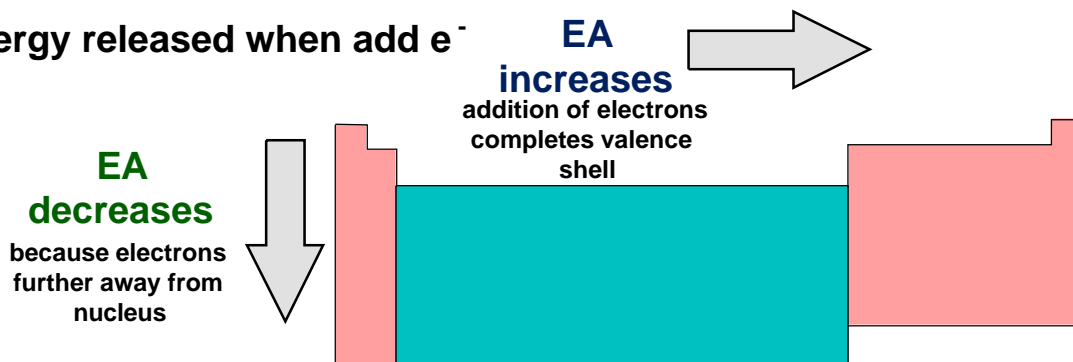 ergy released when add e⁻
EA
increases
addition of electrons
completes valence
shell
EA
decreases
because electrons
further away from
nucleus